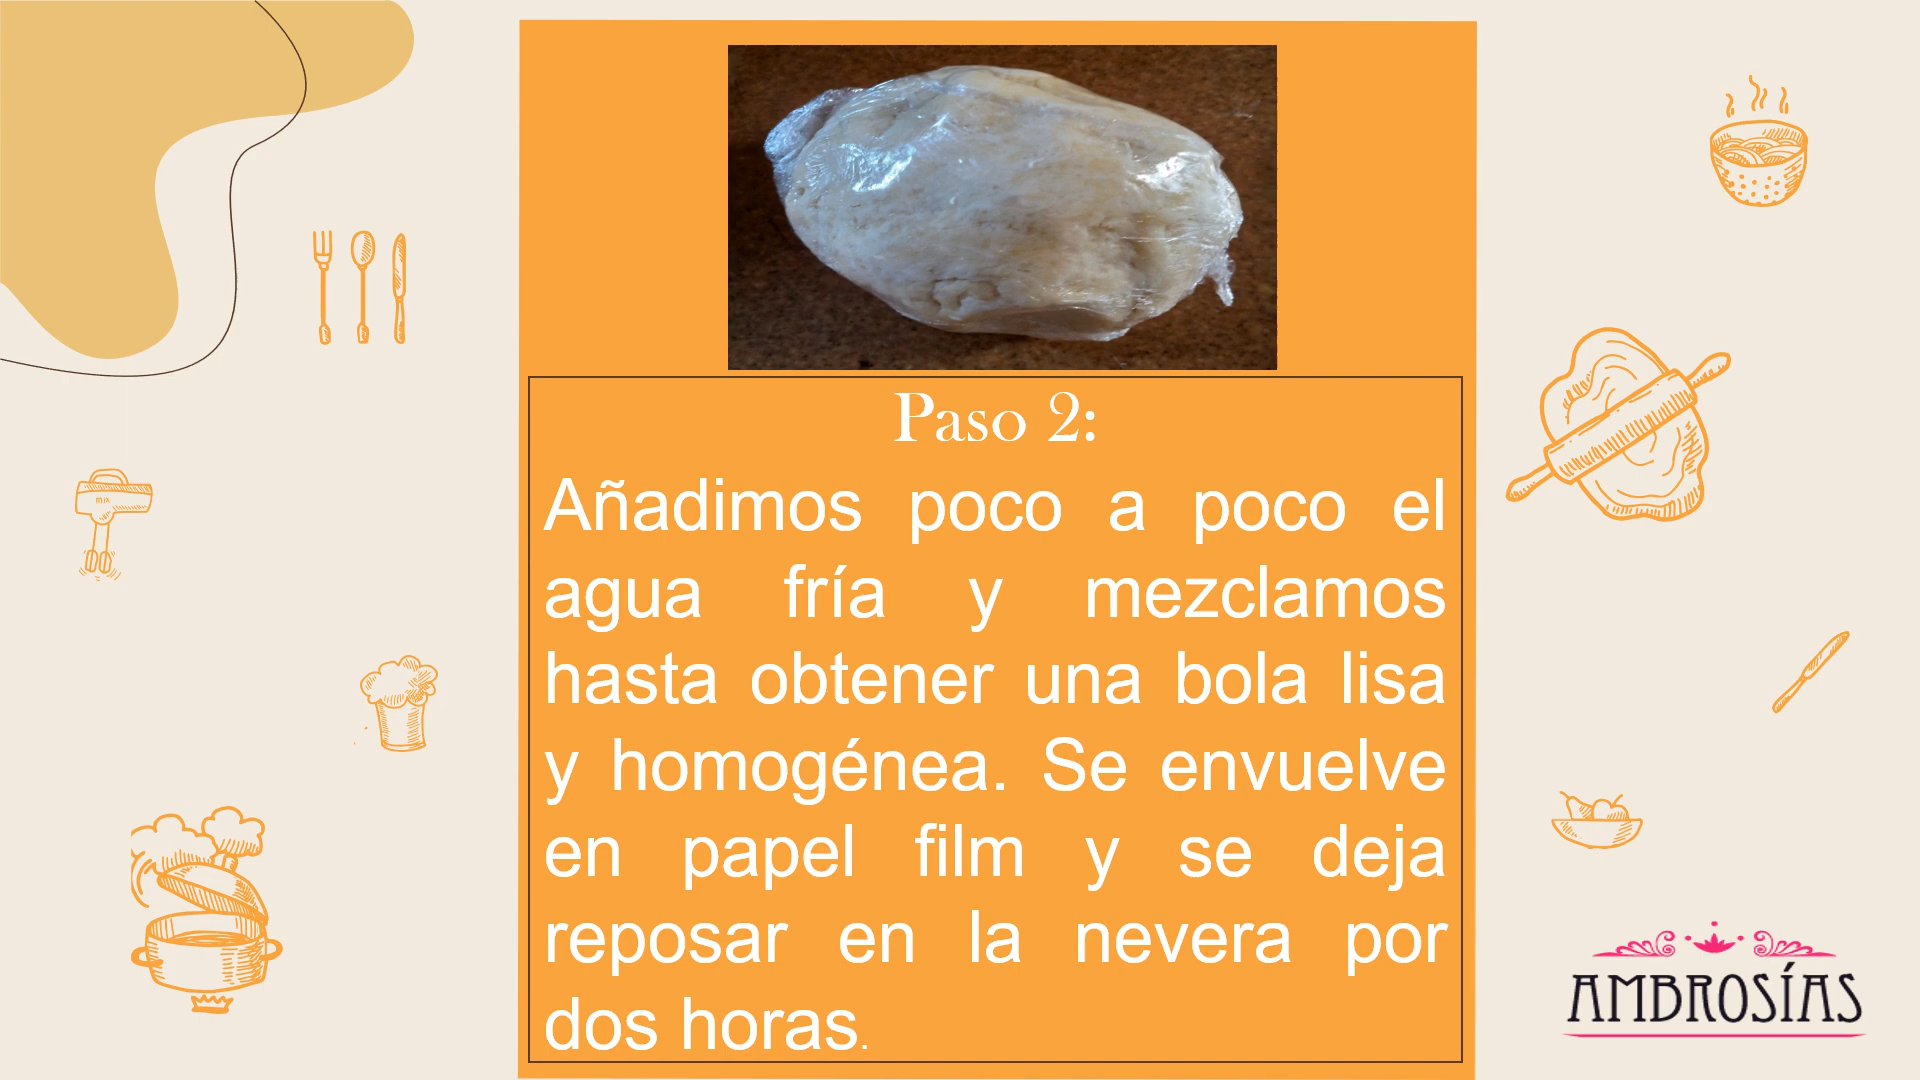 Paso 2:
Añadimos poco a poco el
agua fría y mezclamos
hasta obtener una bola lisa
y homogénea. Se envuelve
en papel film y se deja
reposar en la nevera por
dos horas.
mix
AMBROSÍAS